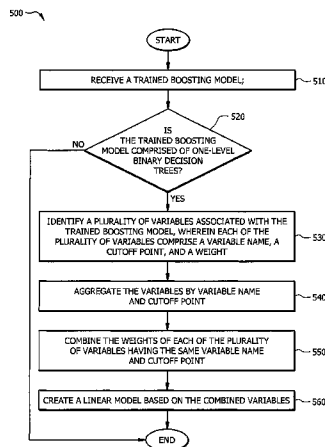 500
START
RECEIVE A TRAINED BOOSTING MODEL;
510
520
IS
THE TRAINED BOOSTING
MODEL COMPRISED OF ONE-LEVEL
BINARY DECISION
TREES?
NO
YES
IDENTIFY A PLURALITY OF VARIABLES ASSOCIATED WITH THE
TRAINED BOOSTING MODEL, WHEREIN EACH OF THE
PLURALITY OF VARIABLES COMPRISE A VARIABLE NAME, A
CUTOFF POINT, AND A WEIGHT
530
AGGREGATE THE VARIABLES BY VARIABLE NAME
AND CUTOFF POINT
540
COMBINE THE WEIGHTS OF EACH OF THE PLURALITY
OF VARIABLES HAVING THE SAME VARIABLE NAME
AND CUTOFF POINT
550
CREATE A LINEAR MODEL BASED ON THE COMBINED VARIABLES
560
END